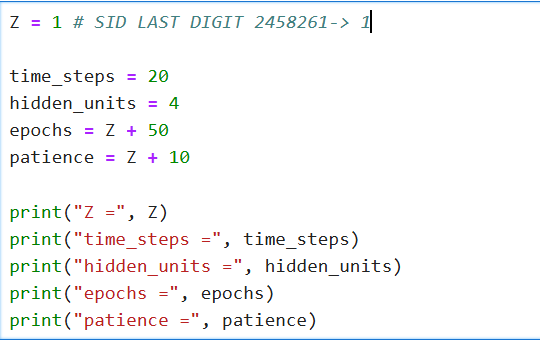 Z = 1 # SID LAST DIGIT 2458261-> 1
time_steps = 20
hidden_units = 4
epochs = Z + 50
patience = Z + 10
print("Z =", Z)
print("time_steps =", time_steps)
print("hidden_units =", hidden_units)
print("epochs =", epochs)
print("patience =", patience)